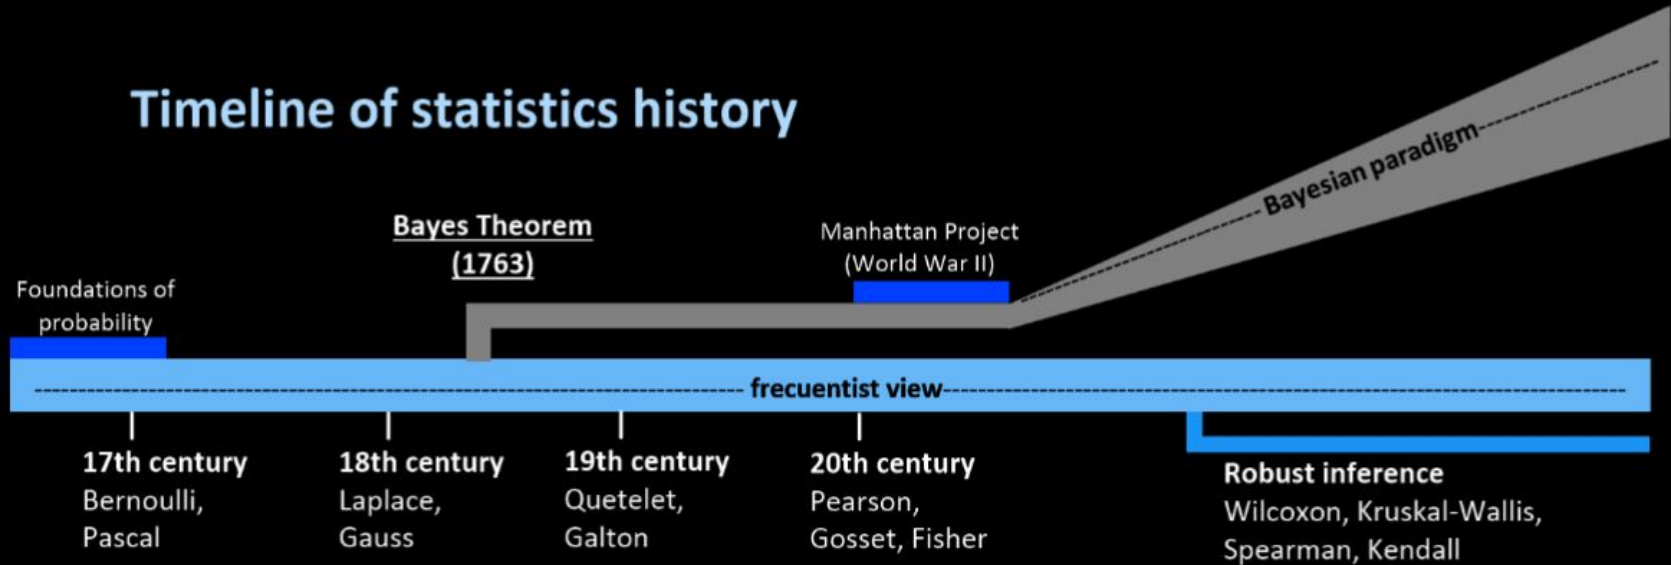 Timeline of statistics history
Bayes Theorem
(1763)
Manhattan Project
(World War II)
Bayesian paradigm
Foundations of
probability
frecuentist view
17th century
Bernoulli,
Pascal
18th century
Laplace,
Gauss
19th century
Quetelet,
Galton
20th century
Pearson,
Gosset, Fisher
Robust inference
Wilcoxon, Kruskal-Wallis,
Spearman, Kendall